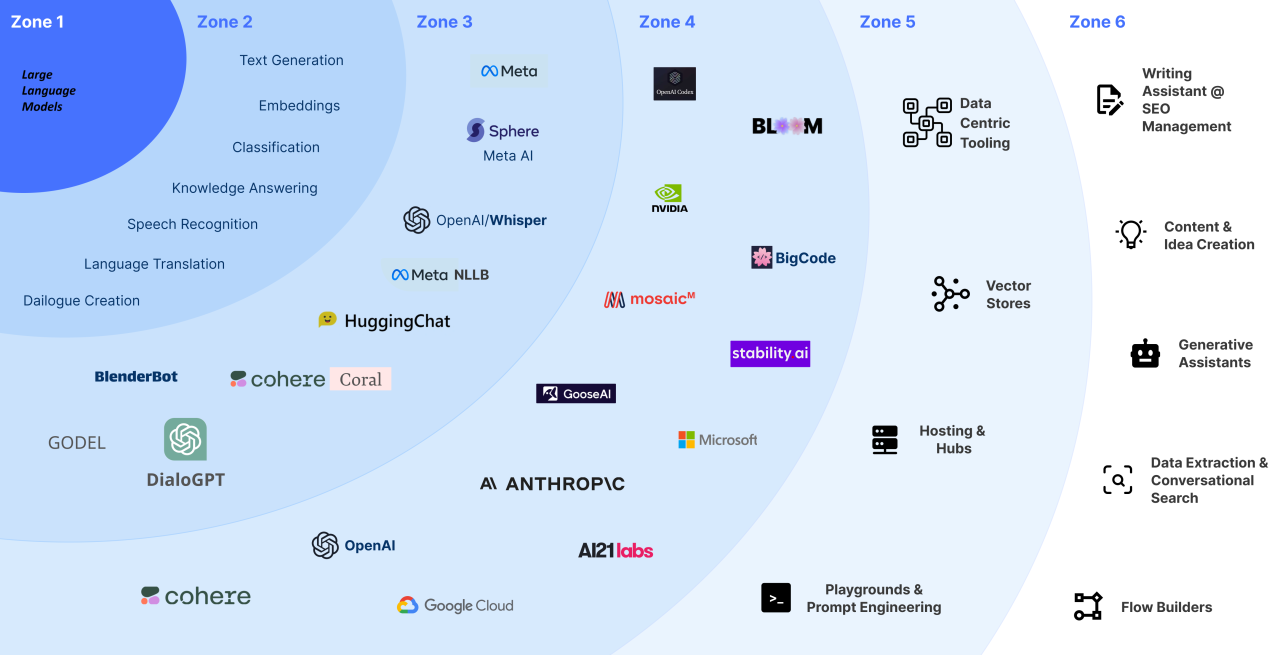 Zone 1
Zone 2
Zone 3
Zone 4
Zone 5
Zone 6
Large
Language
Models
Text Generation
Embeddings
Classification
Knowledge Answering
Speech Recognition
Language Translation
Dailogue Creation
Meta
Sphere
Meta AI
OpenAI/Whisper
Meta NLLB
HuggingChat
cohere Coral
BlenderBot
GODEL
DialoGPT
OpenAI Codex
BLOOM
NVIDIA
BigCode
mosaicᴹ
stability ai
GooseAI
Microsoft
ANTHROP\C
OpenAI
AI21labs
cohere
Google Cloud
Data
Centric
Tooling
Vector
Stores
Hosting &
Hubs
>_
Playgrounds &
Prompt Engineering
Writing
Assistant @
SEO
Management
Content &
Idea Creation
Generative
Assistants
Data Extraction &
Conversational
Search
Flow Builders